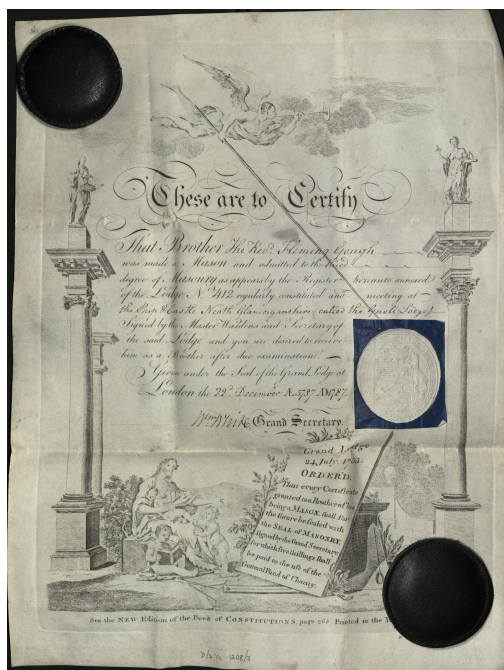 These are to Certify
That Brother The Revd. Fleming Gough
was made a Mason and admitted to the third
degree of Masonry as appears by the Register hereunto annexed
of the Lodge No. 412 regularly constituted and meeting at
the Ship & Castle Neath Glamorganshire, called the Gnoll Lodge)
Signed by the Master Wardens and Secretary of
the said Lodge and you are desired to receive
him as a Brother after due examination.
Given under the Seal of the Grand Lodge at
London the 22d. December A.L. 5787 A.D. 1787.
Wm. White Grand Secretary.
Grand Lodge
24, July, 1755.
ORDER'D,
That every Certificate
granted to a Brother of his
being a MASON shall for
the future be sealed with
the SEAL of MASONRY,
& signed by the Grand Secretary
for which five shillings shall
be paid to the use of the
General Fund of Charity.
See the NEW Edition of the Book of CONSTITUTIONS, page 266 Printed in the
D/D Gn 1208/2